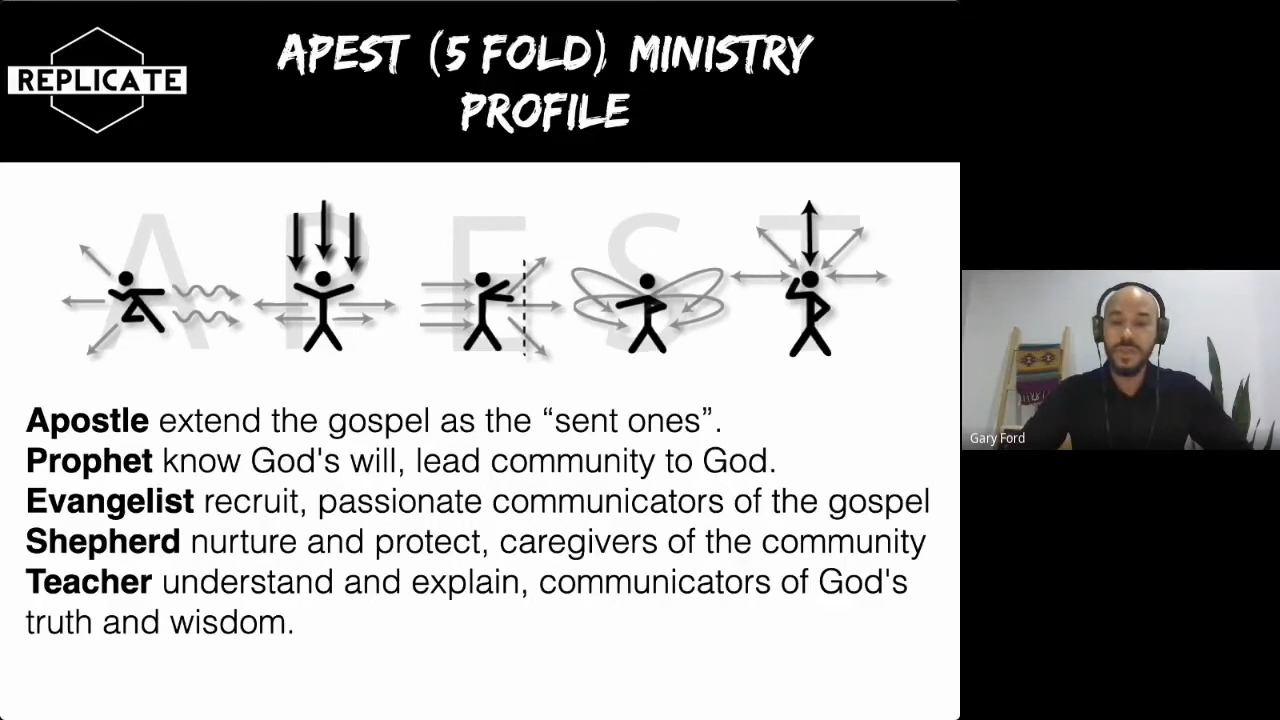 REPLICATE
APEST (5 FOLD) MINISTRY
PROFILE
A P E S T
Apostle extend the gospel as the “sent ones”.
Prophet know God's will, lead community to God.
Evangelist recruit, passionate communicators of the gospel
Shepherd nurture and protect, caregivers of the community
Teacher understand and explain, communicators of God's
truth and wisdom.
Gary Ford